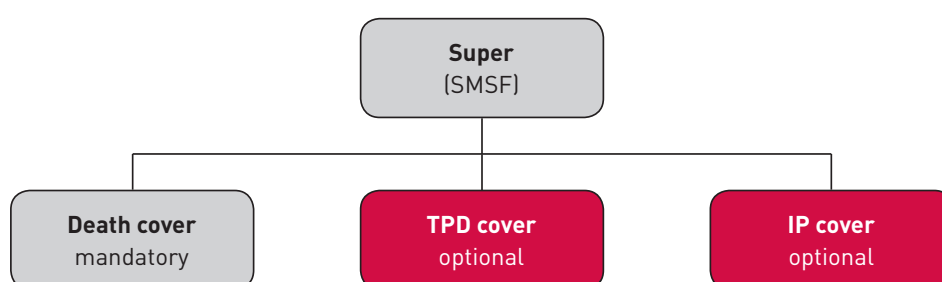 Super
(SMSF)
Death cover
mandatory
TPD cover
optional
IP cover
optional